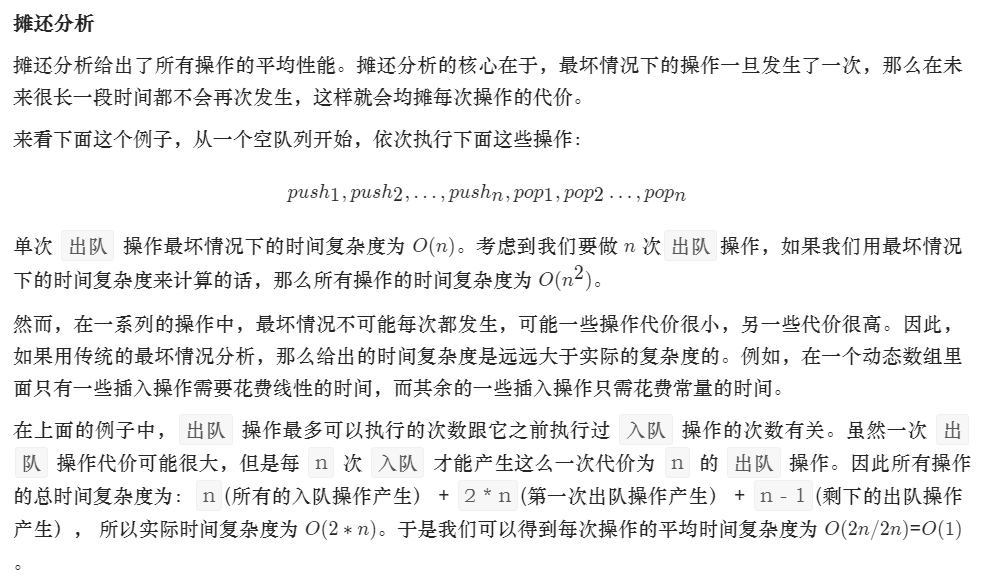 摊还分析
摊还分析给出了所有操作的平均性能。摊还分析的核心在于，最坏情况下的操作一旦发生了一次，那么在未
来很长一段时间都不会再次发生，这样就会均摊每次操作的代价。
来看下面这个例子，从一个空队列开始，依次执行下面这些操作：
push1, push2, . . . , pushn, pop1, pop2 . . . , popn
单次 出队 操作最坏情况下的时间复杂度为 O(n)。考虑到我们要做 n 次 出队 操作，如果我们用最坏情况
下的时间复杂度来计算的话，那么所有操作的时间复杂度为 O(n²)。
然而，在一系列的操作中，最坏情况不可能每次都发生，可能一些操作代价很小，另一些代价很高。因此，
如果用传统的最坏情况分析，那么给出的时间复杂度是远远大于实际的复杂度的。例如，在一个动态数组里
面只有一些插入操作需要花费线性的时间，而其余的一些插入操作只需花费常量的时间。
在上面的例子中， 出队 操作最多可以执行的次数跟它之前执行过 入队 操作的次数有关。虽然一次 出
队 操作代价可能很大，但是每 n 次 入队 才能产生这么一次代价为 n 的 出队 操作。因此所有操作
的总时间复杂度为：n (所有的入队操作产生） + 2 * n (第一次出队操作产生） + n - 1 (剩下的出队操作
产生）， 所以实际时间复杂度为 O(2 ∗ n)。于是我们可以得到每次操作的平均时间复杂度为 O(2n/2n)=O(1)
。